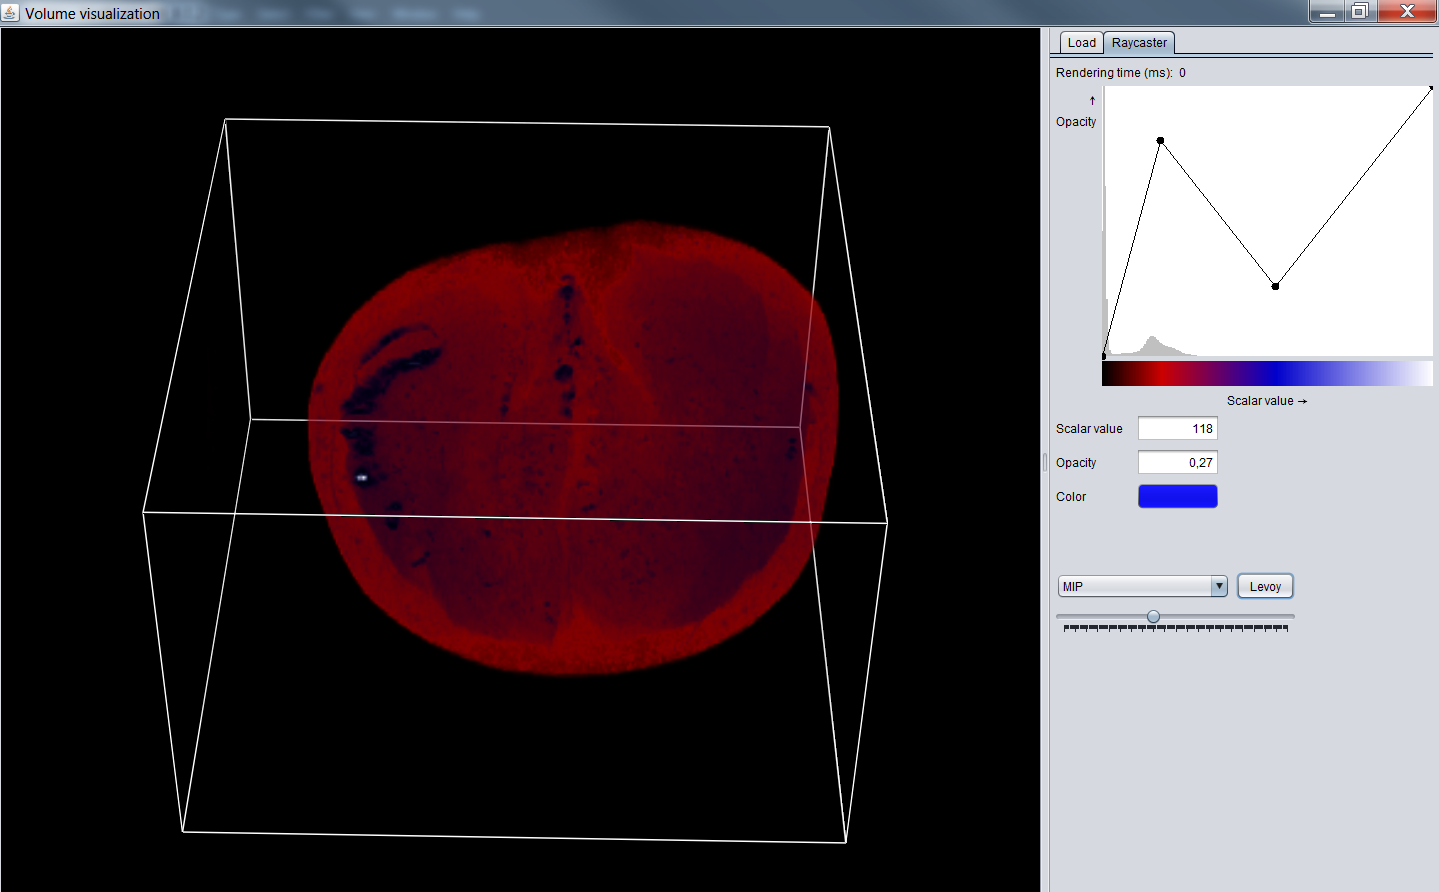 Volume visualization
Load Raycaster
Rendering time (ms): 0
↑
Opacity
Scalar value →
Scalar value 118
Opacity 0,27
Color
MIP Levoy